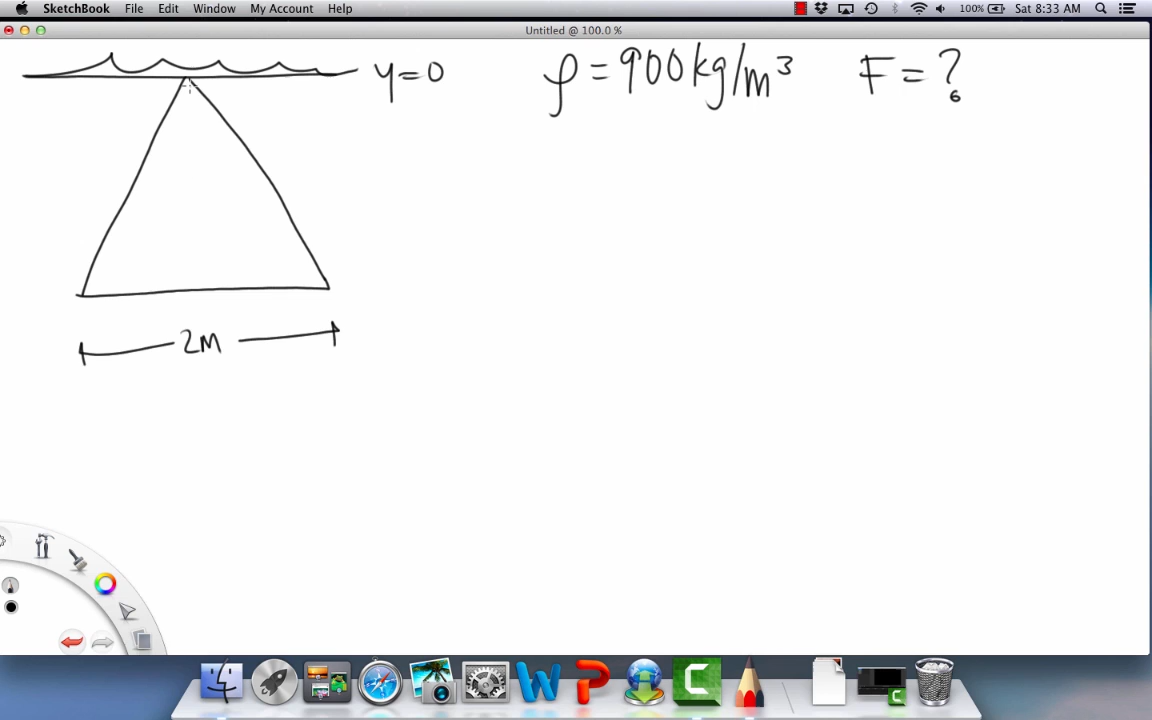 SketchBook File Edit Window My Account Help 100% Sat 8:33 AM
Untitled @ 100.0 %
y=0 ρ = 900 kg/m³ F = ?
2M